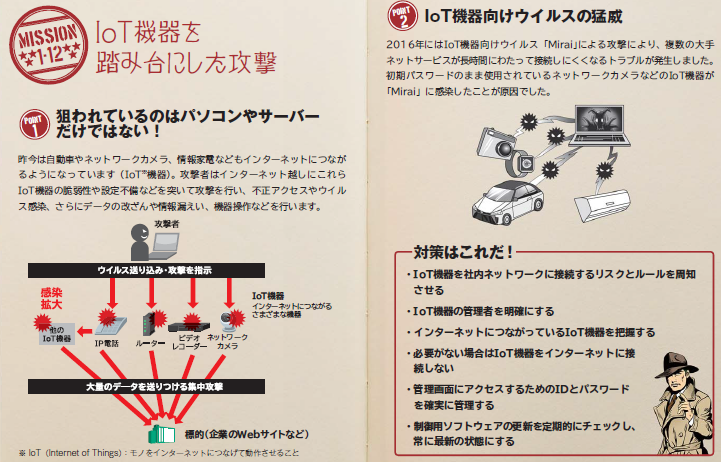 MISSION
1-12
IoT機器を
踏み台にした攻撃
POINT
1
狙われているのはパソコンやサーバー
だけではない！
昨今は自動車やネットワークカメラ、情報家電などもインターネットにつなが
るようになっています（IoT※機器）。攻撃者はインターネット越しにこれら
IoT機器の脆弱性や設定不備などを突いて攻撃を行い、不正アクセスやウイル
ス感染、さらにデータの改ざんや情報漏えい、機器操作などを行います。
攻撃者
ウイルス送り込み・攻撃を指示
感染
拡大
IoT機器
インターネットにつながる
さまざまな機器
他の
IoT機器
IP電話
ルーター
ビデオ
レコーダー
ネットワーク
カメラ
大量のデータを送りつける集中攻撃
標的（企業のWebサイトなど）
※ IoT（Internet of Things）：モノをインターネットにつなげて動作させること
POINT
2
IoT機器向けウイルスの猛威
2016年にはIoT機器向けウイルス「Mirai」による攻撃により、複数の大手
ネットサービスが長時間にわたって接続しにくくなるトラブルが発生しました。
初期パスワードのまま使われているネットワークカメラなどのIoT機器が
「Mirai」に感染したことが原因でした。
対策はこれだ！
・IoT機器を社内ネットワークに接続するリスクとルールを周知
させる
・IoT機器の管理者を明確にする
・インターネットにつながっているIoT機器を把握する
・必要がない場合はIoT機器をインターネットに接
続しない
・管理画面にアクセスするためのIDとパスワード
を確実に管理する
・制御用ソフトウェアの更新を定期的にチェックし、
常に最新の状態にする